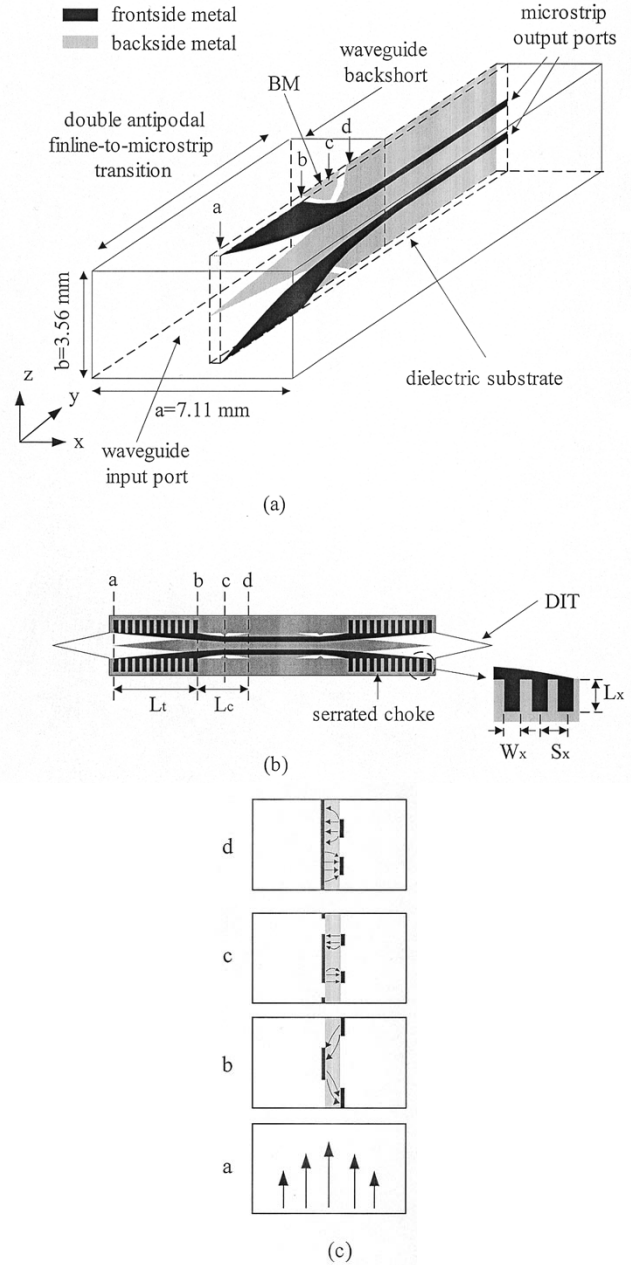 frontside metal
backside metal
microstrip
output ports
waveguide
backshort
BM
double antipodal
finline-to-microstrip
transition
d
c
b
a
b=3.56 mm
a=7.11 mm
z
y
x
dielectric substrate
waveguide
input port
(a)
a b c d
DIT
Lt
Lc
serrated choke
Lx
Wx
Sx
(b)
d
c
b
a
(c)